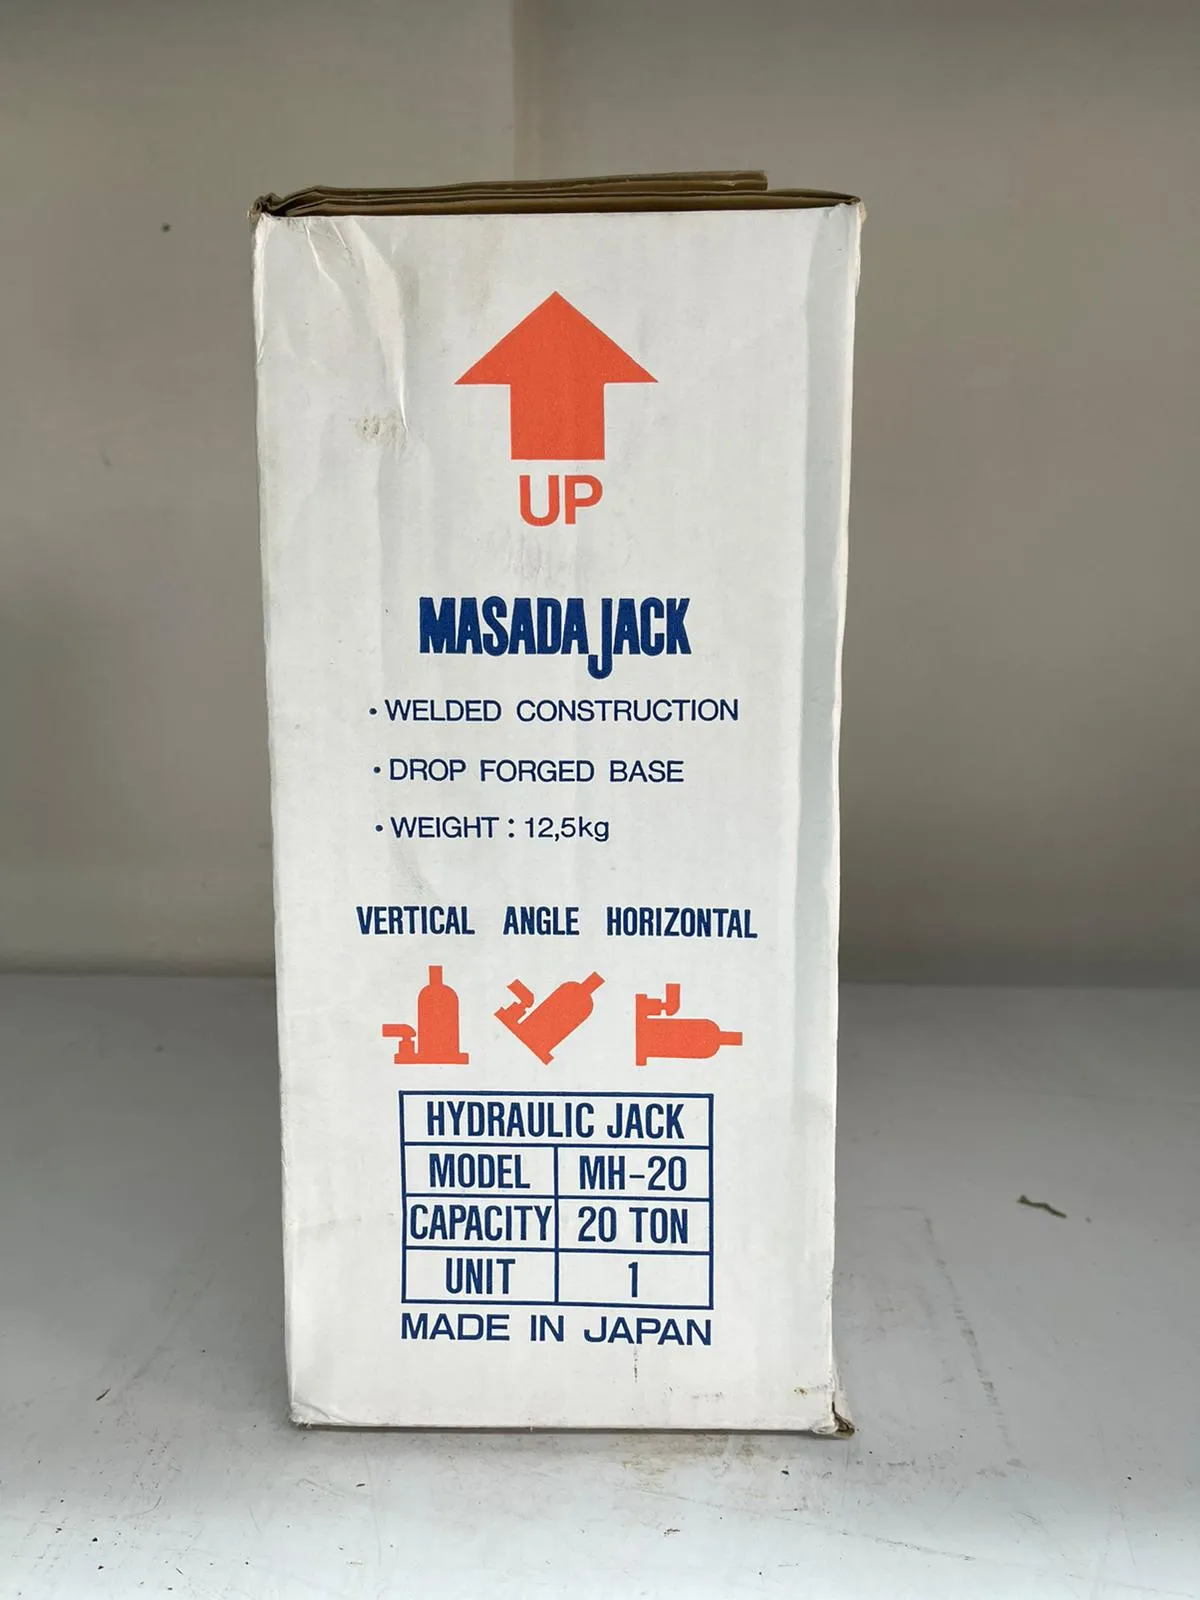 UP
MASADA JACK
• WELDED CONSTRUCTION
• DROP FORGED BASE
• WEIGHT : 12,5kg
VERTICAL ANGLE HORIZONTAL
HYDRAULIC JACK
MODEL MH-20
CAPACITY 20 TON
UNIT 1
MADE IN JAPAN